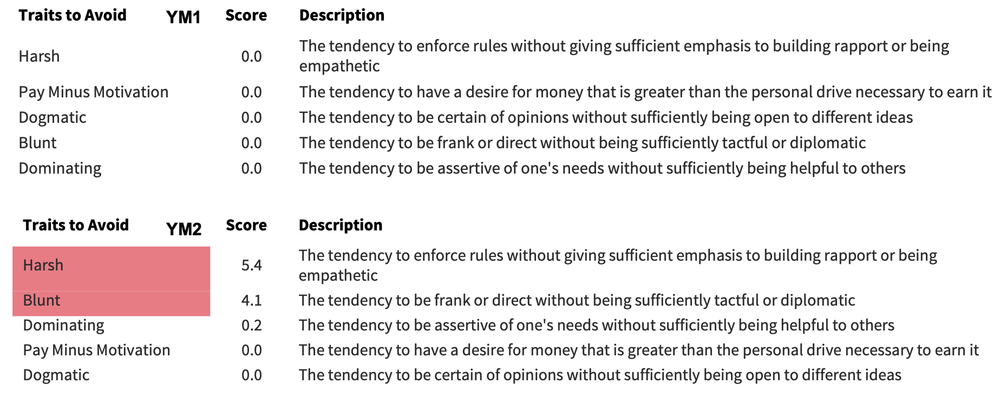 Traits to Avoid YM1 Score Description
Harsh 0.0 The tendency to enforce rules without giving sufficient emphasis to building rapport or being
empathetic
Pay Minus Motivation 0.0 The tendency to have a desire for money that is greater than the personal drive necessary to earn it
Dogmatic 0.0 The tendency to be certain of opinions without sufficiently being open to different ideas
Blunt 0.0 The tendency to be frank or direct without being sufficiently tactful or diplomatic
Dominating 0.0 The tendency to be assertive of one's needs without sufficiently being helpful to others
Traits to Avoid YM2 Score Description
Harsh 5.4 The tendency to enforce rules without giving sufficient emphasis to building rapport or being
empathetic
Blunt 4.1 The tendency to be frank or direct without being sufficiently tactful or diplomatic
Dominating 0.2 The tendency to be assertive of one's needs without sufficiently being helpful to others
Pay Minus Motivation 0.0 The tendency to have a desire for money that is greater than the personal drive necessary to earn it
Dogmatic 0.0 The tendency to be certain of opinions without sufficiently being open to different ideas